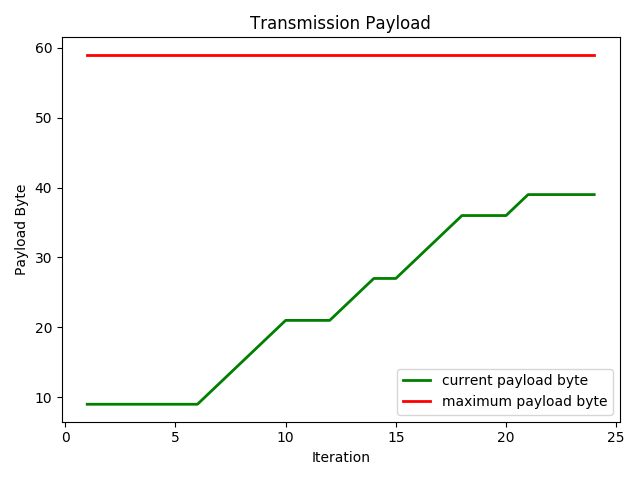 Transmission Payload
60
50
40
30
20
10
Payload Byte
current payload byte
maximum payload byte
0 5 10 15 20 25
Iteration